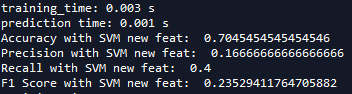 training_time: 0.003 s
prediction time: 0.001 s
Accuracy with SVM new feat:  0.7045454545454546
Precision with SVM new feat:  0.16666666666666666
Recall with SVM new feat:  0.4
F1 Score with SVM new feat:  0.23529411764705882